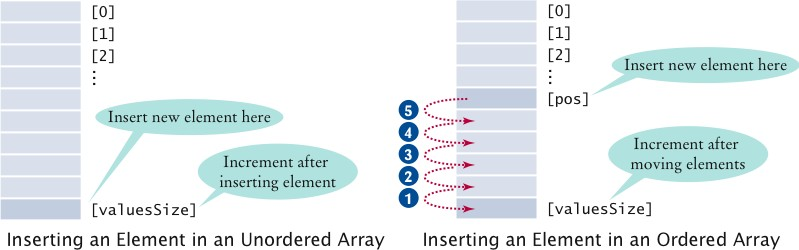 [0]
[1]
[2]
⋮
Insert new element here
Increment after
inserting element
[valuesSize]
Inserting an Element in an Unordered Array
[0]
[1]
[2]
⋮
Insert new element here
[pos]
5
4
3
2
1
Increment after
moving elements
[valuesSize]
Inserting an Element in an Ordered Array